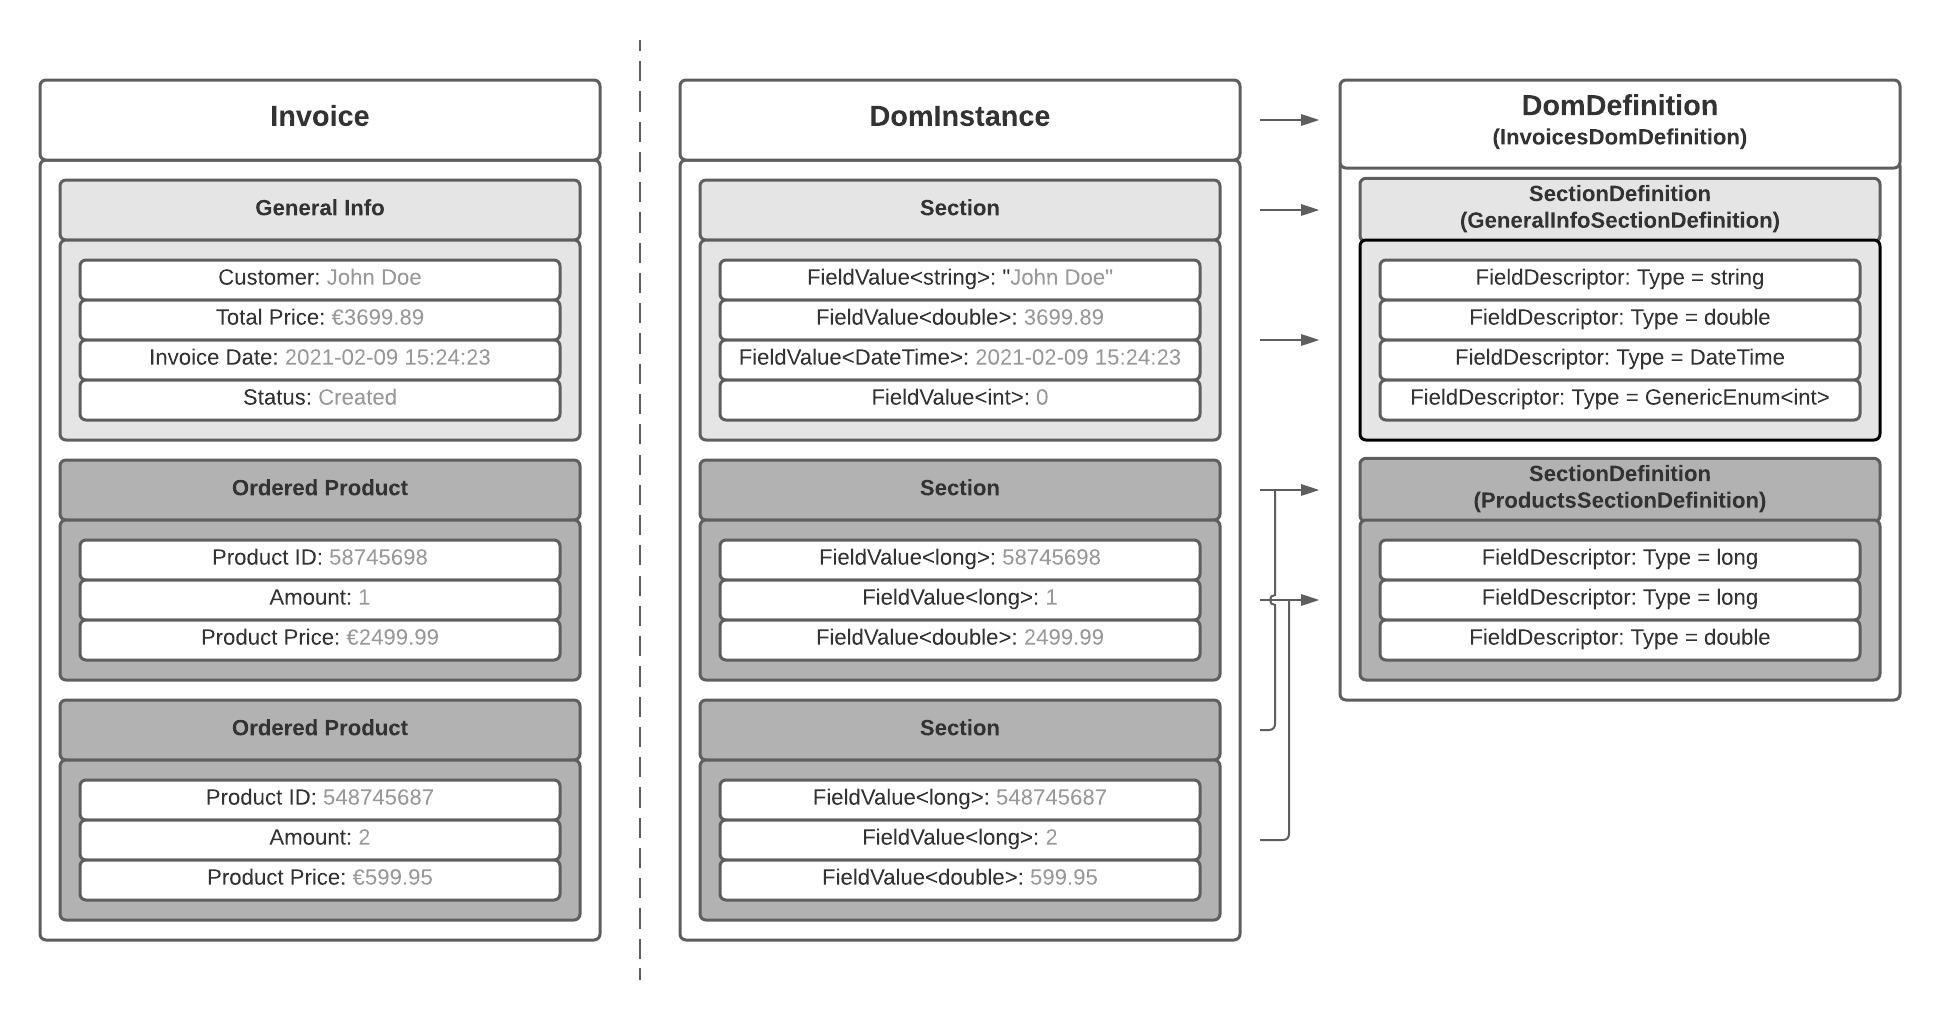 Invoice
General Info
Customer: John Doe
Total Price: €3699.89
Invoice Date: 2021-02-09 15:24:23
Status: Created
Ordered Product
Product ID: 58745698
Amount: 1
Product Price: €2499.99
Ordered Product
Product ID: 548745687
Amount: 2
Product Price: €599.95
DomInstance
Section
FieldValue<string>: "John Doe"
FieldValue<double>: 3699.89
FieldValue<DateTime>: 2021-02-09 15:24:23
FieldValue<int>: 0
Section
FieldValue<long>: 58745698
FieldValue<long>: 1
FieldValue<double>: 2499.99
Section
FieldValue<long>: 548745687
FieldValue<long>: 2
FieldValue<double>: 599.95
DomDefinition
(InvoicesDomDefinition)
SectionDefinition
(GeneralInfoSectionDefinition)
FieldDescriptor: Type = string
FieldDescriptor: Type = double
FieldDescriptor: Type = DateTime
FieldDescriptor: Type = GenericEnum<int>
SectionDefinition
(ProductsSectionDefinition)
FieldDescriptor: Type = long
FieldDescriptor: Type = long
FieldDescriptor: Type = double